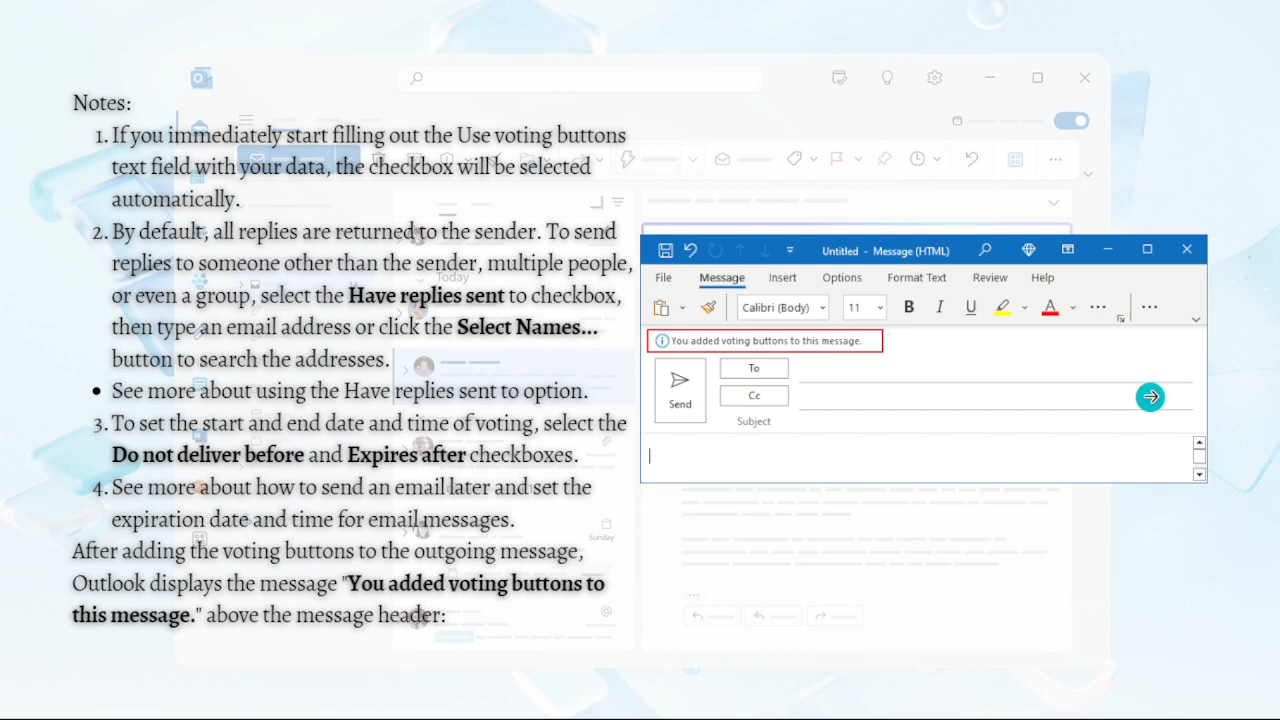 Notes:
1. If you immediately start filling out the Use voting buttons
text field with your data, the checkbox will be selected
automatically.
2. By default, all replies are returned to the sender. To send
replies to someone other than the sender, multiple people,
or even a group, select the Have replies sent to checkbox,
then type an email address or click the Select Names...
button to search the addresses.
• See more about using the Have replies sent to option.
3. To set the start and end date and time of voting, select the
Do not deliver before and Expires after checkboxes.
4. See more about how to send an email later and set the
expiration date and time for email messages.
After adding the voting buttons to the outgoing message,
Outlook displays the message "You added voting buttons to
this message." above the message header:
Today
Sunday
Untitled - Message (HTML)
File Message Insert Options Format Text Review Help
Calibri (Body) 11 B I U A
You added voting buttons to this message.
Send
To
Cc
Subject